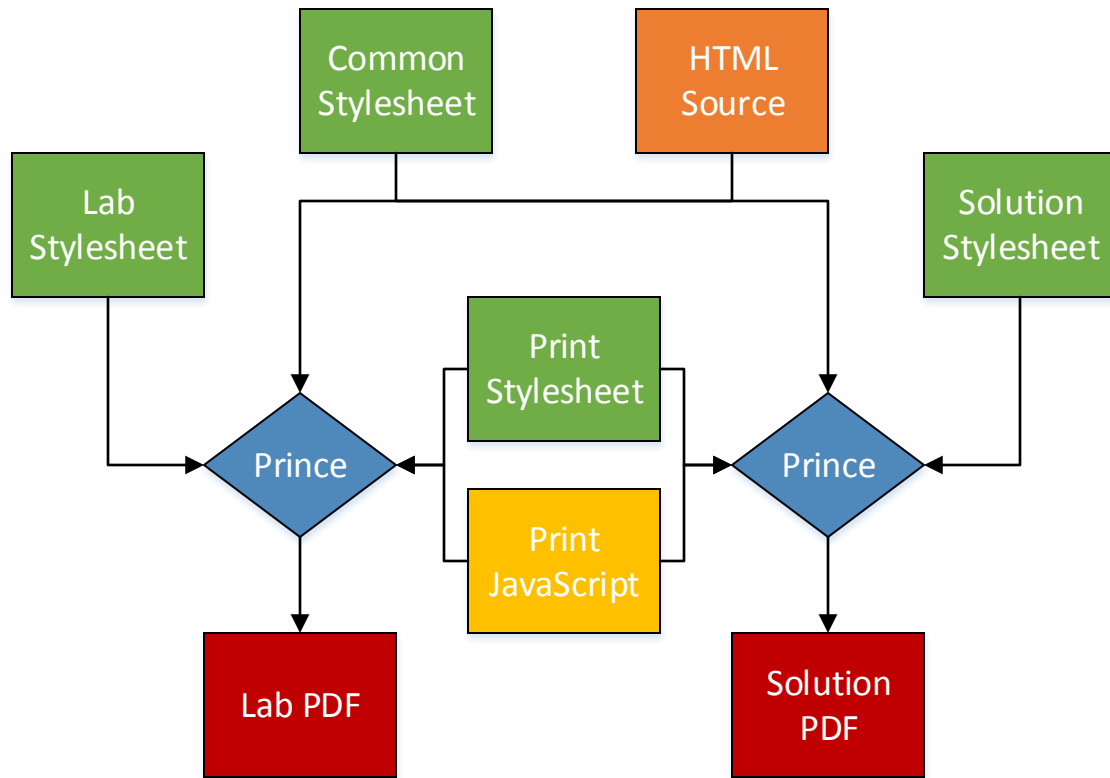 Common
Stylesheet
HTML
Source
Lab
Stylesheet
Solution
Stylesheet
Print
Stylesheet
Prince
Prince
Print
JavaScript
Lab PDF
Solution
PDF